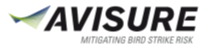 AVISURE
MITIGATING BIRD STRIKE RISK